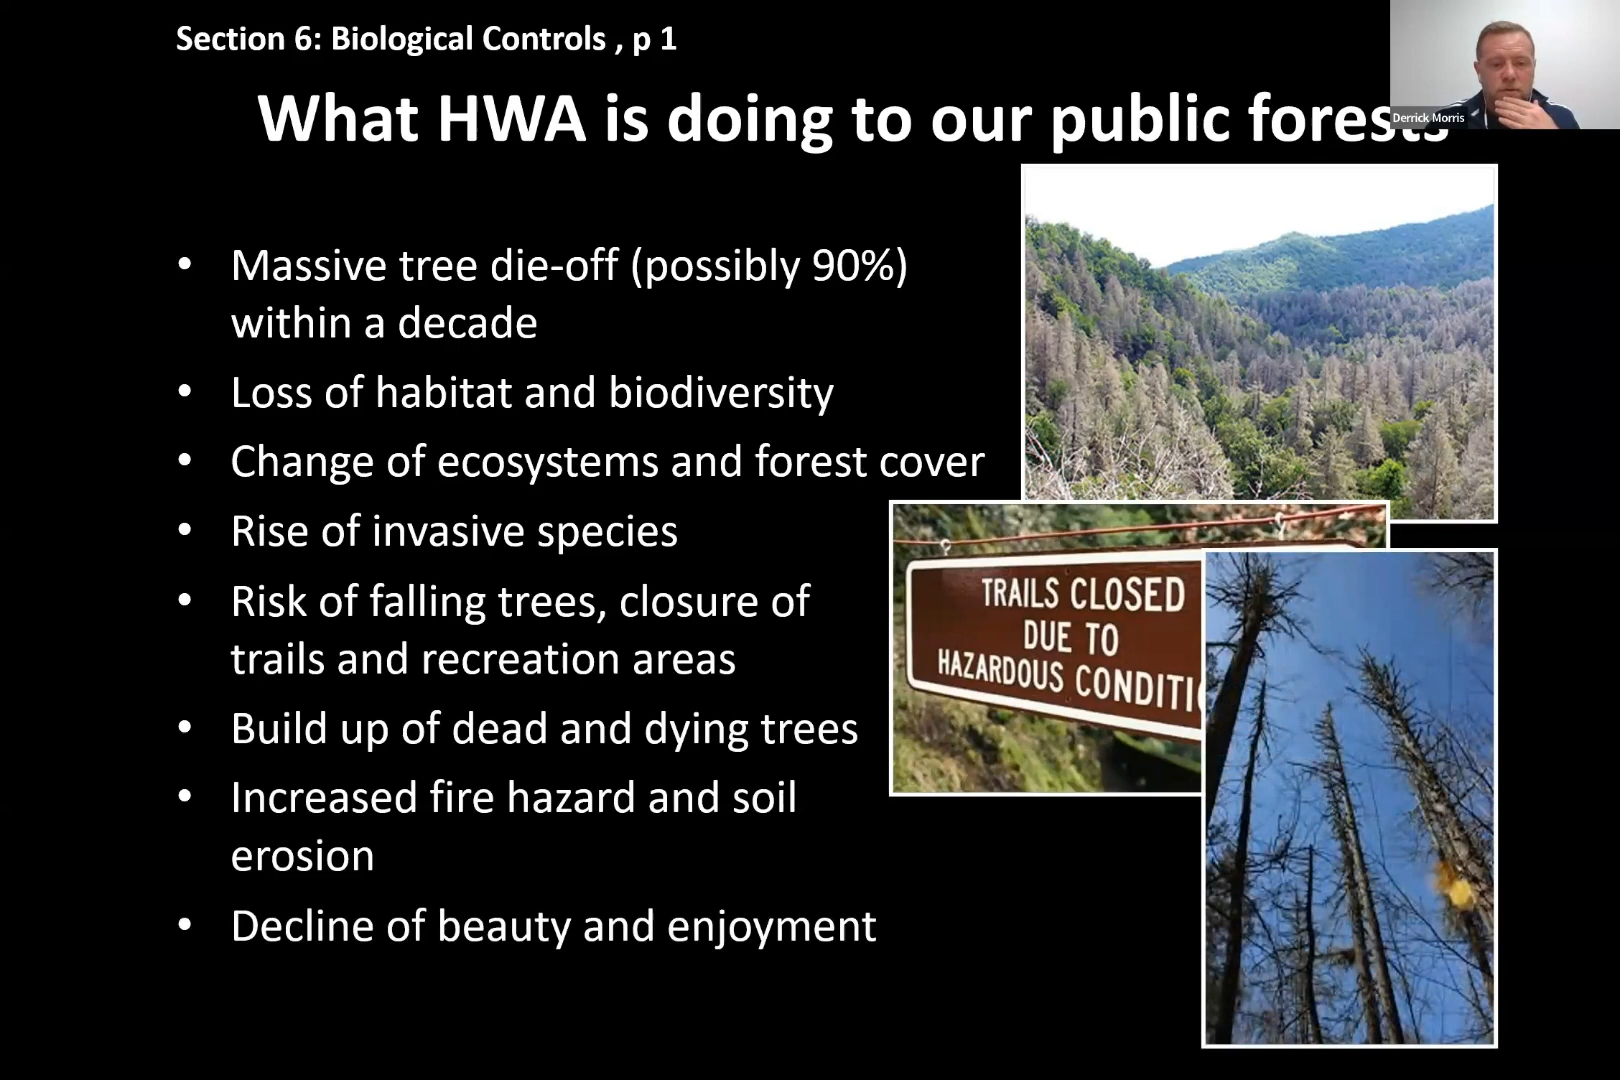 Section 6: Biological Controls , p 1
What HWA is doing to our public forests
Derrick Morris
• Massive tree die-off (possibly 90%)
within a decade
• Loss of habitat and biodiversity
• Change of ecosystems and forest cover
• Rise of invasive species
• Risk of falling trees, closure of
trails and recreation areas
• Build up of dead and dying trees
• Increased fire hazard and soil
erosion
• Decline of beauty and enjoyment
TRAILS CLOSED
DUE TO
HAZARDOUS CONDITI